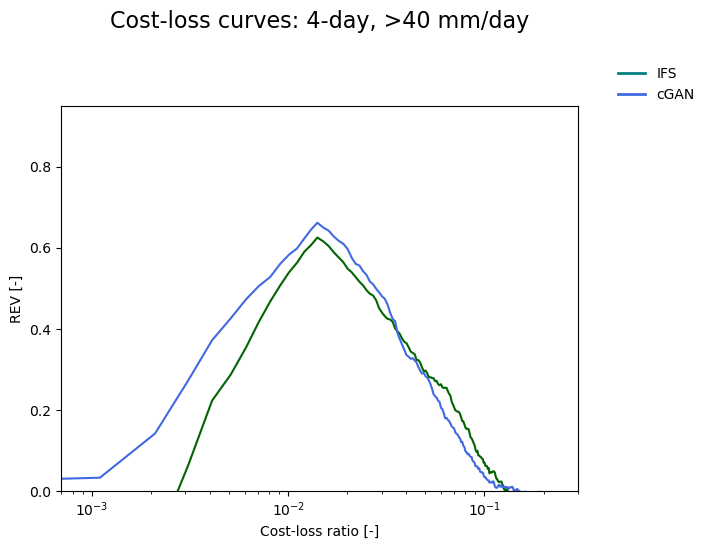 Cost-loss curves: 4-day, >40 mm/day
IFS
cGAN
REV [-]
0.8
0.6
0.4
0.2
0.0
10⁻³ 10⁻² 10⁻¹
Cost-loss ratio [-]